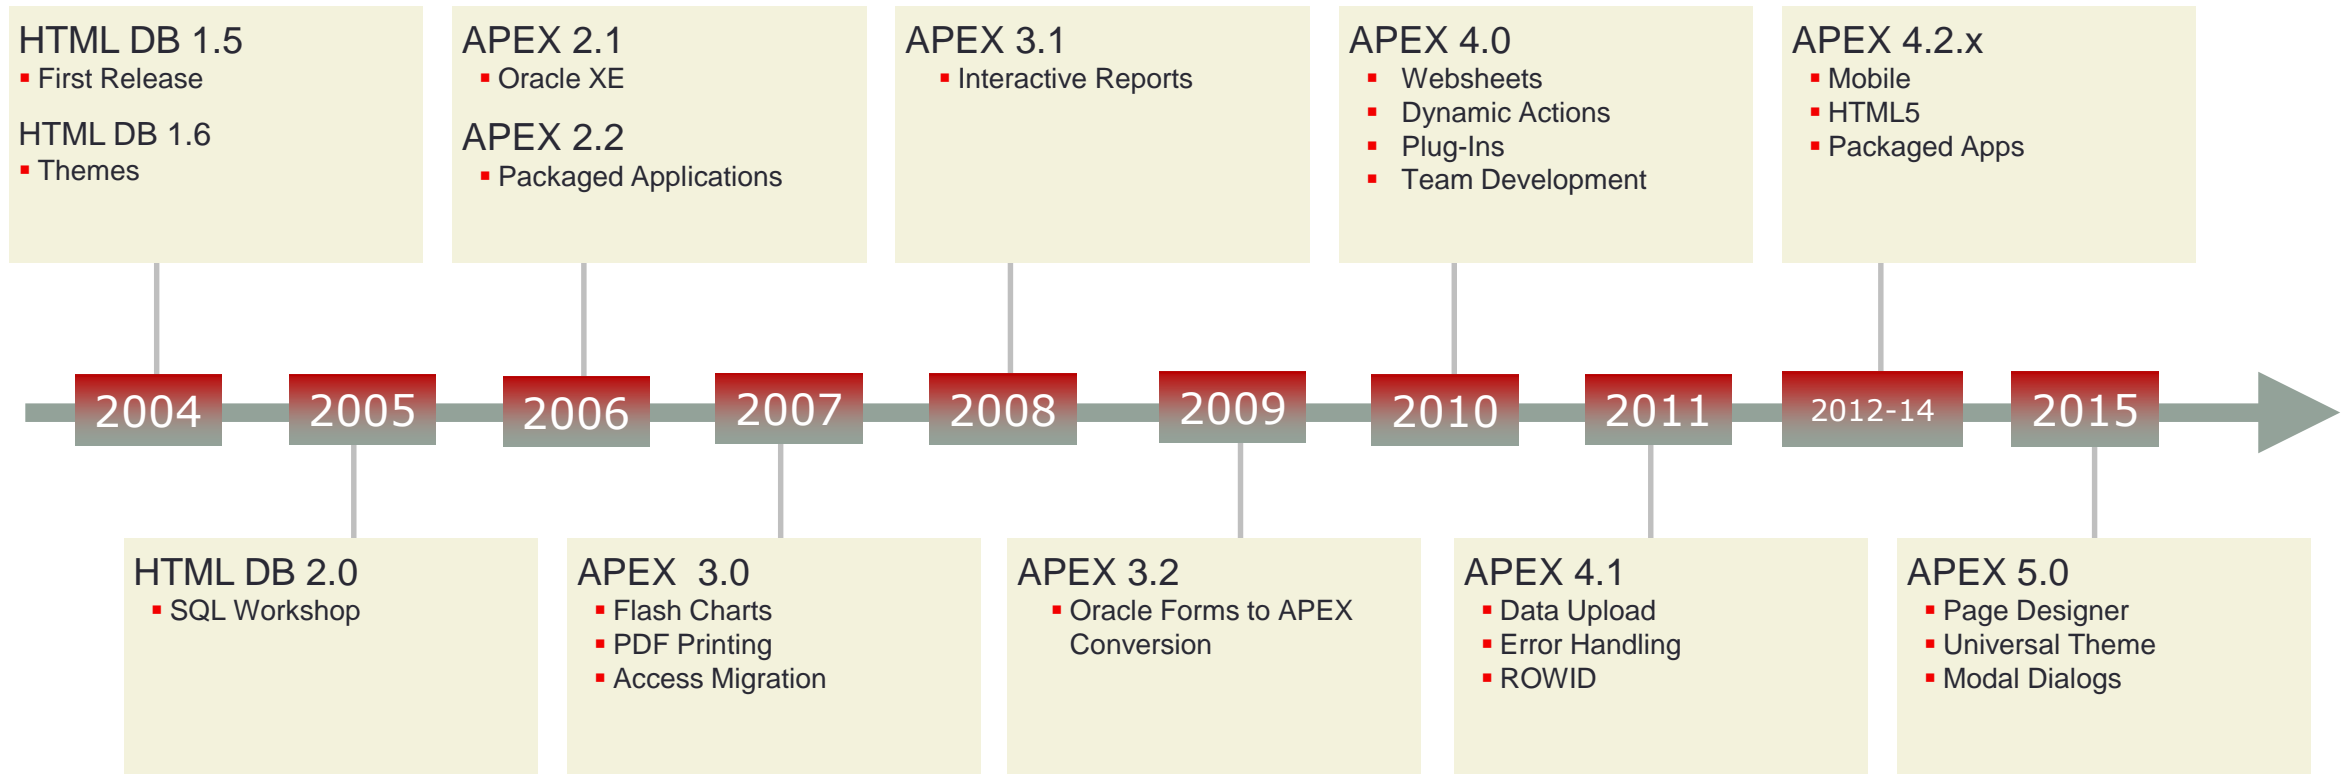 HTML DB 1.5
▪ First Release
HTML DB 1.6
▪ Themes
APEX 2.1
▪ Oracle XE
APEX 2.2
▪ Packaged Applications
APEX 3.1
▪ Interactive Reports
APEX 4.0
▪ Websheets
▪ Dynamic Actions
▪ Plug-Ins
▪ Team Development
APEX 4.2.x
▪ Mobile
▪ HTML5
▪ Packaged Apps
2004
2005
2006
2007
2008
2009
2010
2011
2012-14
2015
HTML DB 2.0
▪ SQL Workshop
APEX 3.0
▪ Flash Charts
▪ PDF Printing
▪ Access Migration
APEX 3.2
▪ Oracle Forms to APEX
Conversion
APEX 4.1
▪ Data Upload
▪ Error Handling
▪ ROWID
APEX 5.0
▪ Page Designer
▪ Universal Theme
▪ Modal Dialogs